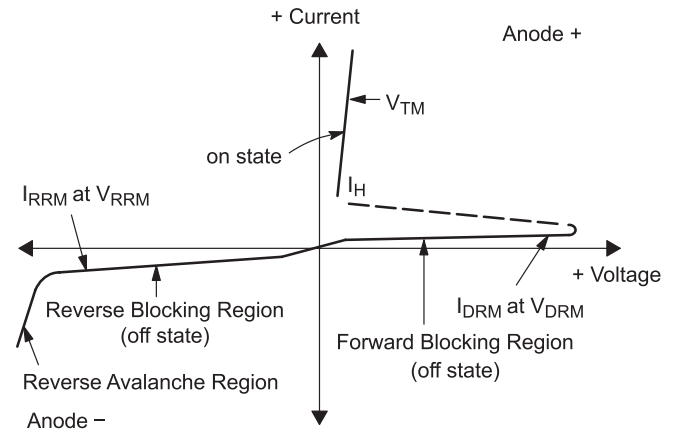 + Current
Anode +
V_TM
on state
I_H
I_RRM at V_RRM
+ Voltage
Reverse Blocking Region
(off state)
I_DRM at V_DRM
Forward Blocking Region
(off state)
Reverse Avalanche Region
Anode −